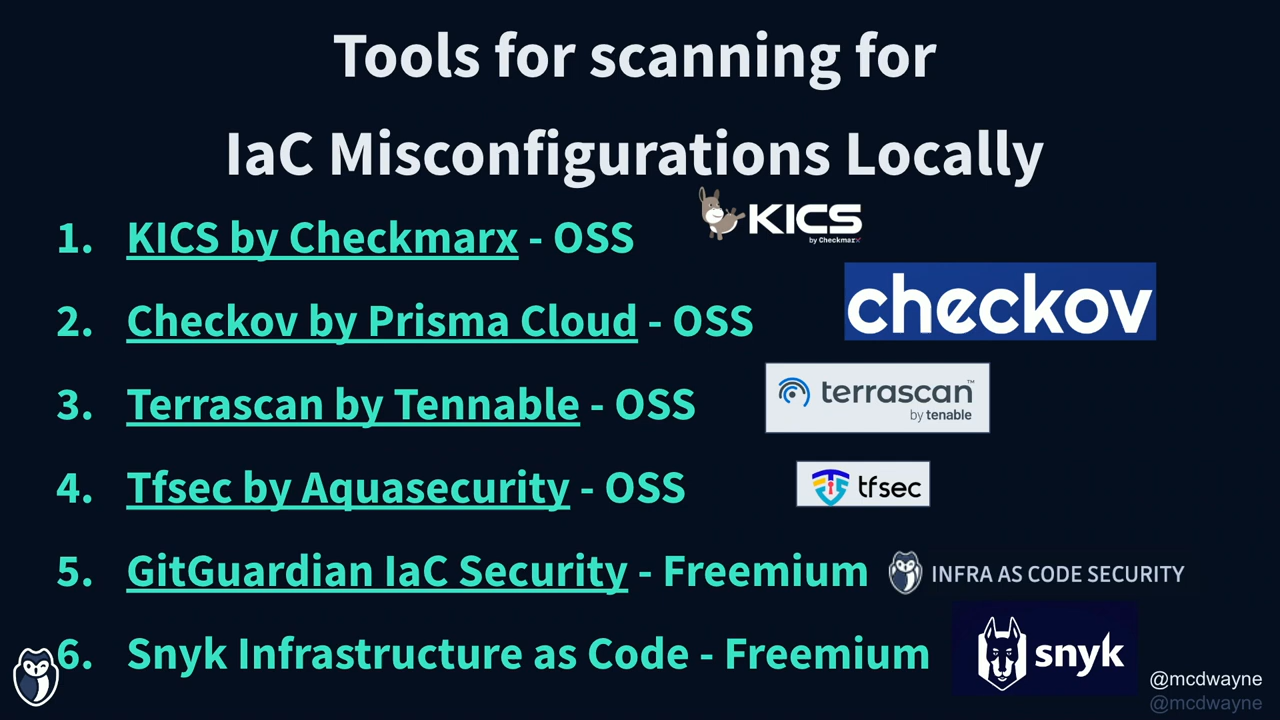 Tools for scanning for
IaC Misconfigurations Locally
1. KICS by Checkmarx - OSS
KICS
by Checkmarx
2. Checkov by Prisma Cloud - OSS
checkov
3. Terrascan by Tennable - OSS
terrascan™
by tenable
4. Tfsec by Aquasecurity - OSS
tfsec
5. GitGuardian IaC Security - Freemium
INFRA AS CODE SECURITY
6. Snyk Infrastructure as Code - Freemium
snyk
@mcdwayne
@mcdwayne